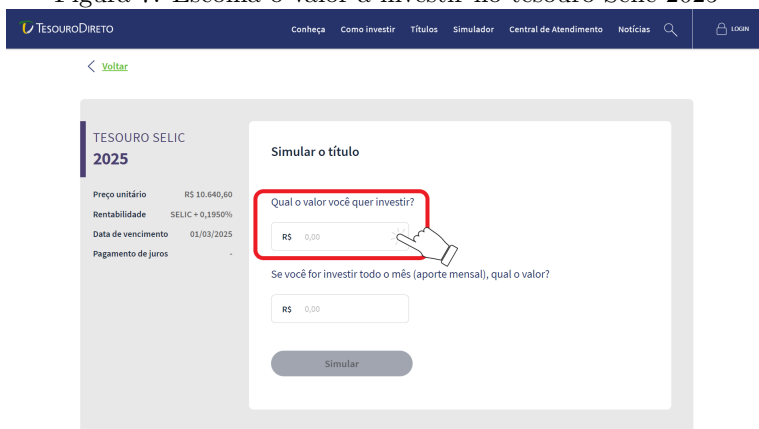 Figura 7: Escolha o valor a investir no tesouro Selic 2025
TESOURODIRETO
Conheça Como investir Títulos Simulador Central de Atendimento Notícias LOGIN
Voltar
TESOURO SELIC
2025
Preço unitário R$ 10.640,60
Rentabilidade SELIC + 0,1950%
Data de vencimento 01/03/2025
Pagamento de juros -
Simular o título
Qual o valor você quer investir?
R$ 0,00
Se você for investir todo o mês (aporte mensal), qual o valor?
R$ 0,00
Simular